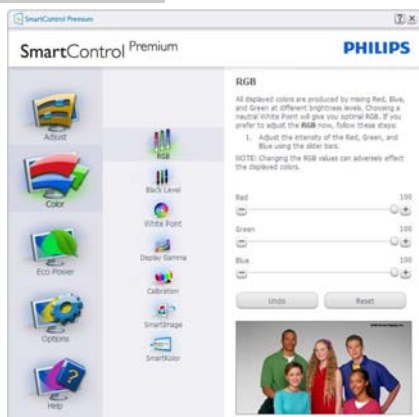 SmartControl Premium
SmartControl Premium
PHILIPS
Adjust
Color
Eco Power
Options
Help
RGB
Black Level
White Point
Display Gamma
Calibration
SmartImage
SmartKolor
RGB
All displayed colors are produced by mixing Red, Blue,
and Green at different brightness levels. Choosing a
neutral White Point will give you optimal RGB. If you
prefer to adjust the RGB now, follow these steps:
1. Adjust the intensity of the Red, Green, and
Blue using the slider bars.
NOTE: Changing the RGB values can adversely effect
the displayed colors.
Red 100
Green 100
Blue 100
Undo Reset